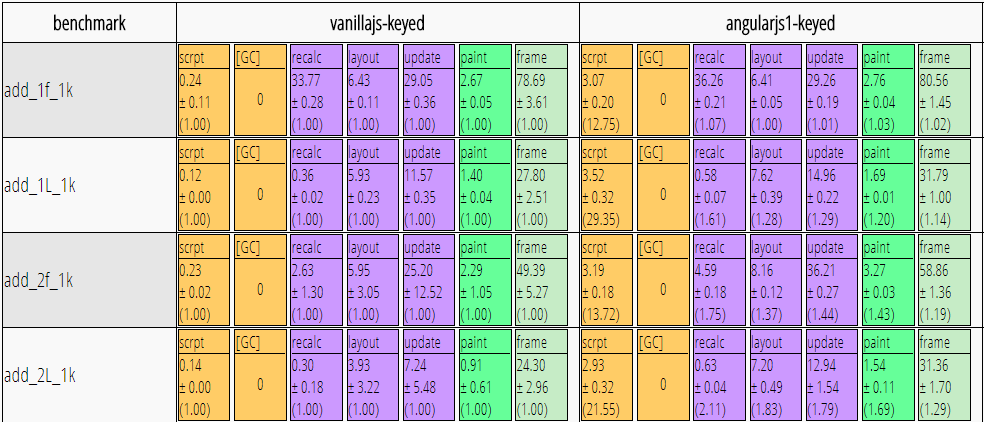 benchmark vanillajs-keyed angularjs1-keyed
scrpt [GC] recalc layout update paint frame scrpt [GC] recalc layout update paint frame
0.24 33.77 6.43 29.05 2.67 78.69 3.07 36.26 6.41 29.26 2.76 80.56
add_1f_1k ± 0.11 0 ± 0.28 ± 0.11 ± 0.36 ± 0.05 ± 3.61 ± 0.20 0 ± 0.21 ± 0.05 ± 0.19 ± 0.04 ± 1.45
(1.00) (1.00) (1.00) (1.00) (1.00) (1.00) (12.75) (1.07) (1.00) (1.01) (1.03) (1.02)
scrpt [GC] recalc layout update paint frame scrpt [GC] recalc layout update paint frame
0.12 0.36 5.93 11.57 1.40 27.80 3.52 0.58 7.62 14.96 1.69 31.79
add_1L_1k ± 0.00 0 ± 0.02 ± 0.23 ± 0.35 ± 0.04 ± 2.51 ± 0.32 0 ± 0.07 ± 0.39 ± 0.22 ± 0.01 ± 1.00
(1.00) (1.00) (1.00) (1.00) (1.00) (1.00) (29.35) (1.61) (1.28) (1.29) (1.20) (1.14)
scrpt [GC] recalc layout update paint frame scrpt [GC] recalc layout update paint frame
0.23 2.63 5.95 25.20 2.29 49.39 3.19 4.59 8.16 36.21 3.27 58.86
add_2f_1k ± 0.02 0 ± 1.30 ± 3.05 ± 12.52 ± 1.05 ± 5.27 ± 0.18 0 ± 0.18 ± 0.12 ± 0.27 ± 0.03 ± 1.36
(1.00) (1.00) (1.00) (1.00) (1.00) (1.00) (13.72) (1.75) (1.37) (1.44) (1.43) (1.19)
scrpt [GC] recalc layout update paint frame scrpt [GC] recalc layout update paint frame
0.14 0.30 3.93 7.24 0.91 24.30 2.93 0.63 7.20 12.94 1.54 31.36
add_2L_1k ± 0.00 0 ± 0.18 ± 3.22 ± 5.48 ± 0.61 ± 2.96 ± 0.32 0 ± 0.04 ± 0.49 ± 1.54 ± 0.11 ± 1.70
(1.00) (1.00) (1.00) (1.00) (1.00) (1.00) (21.55) (2.11) (1.83) (1.79) (1.69) (1.29)